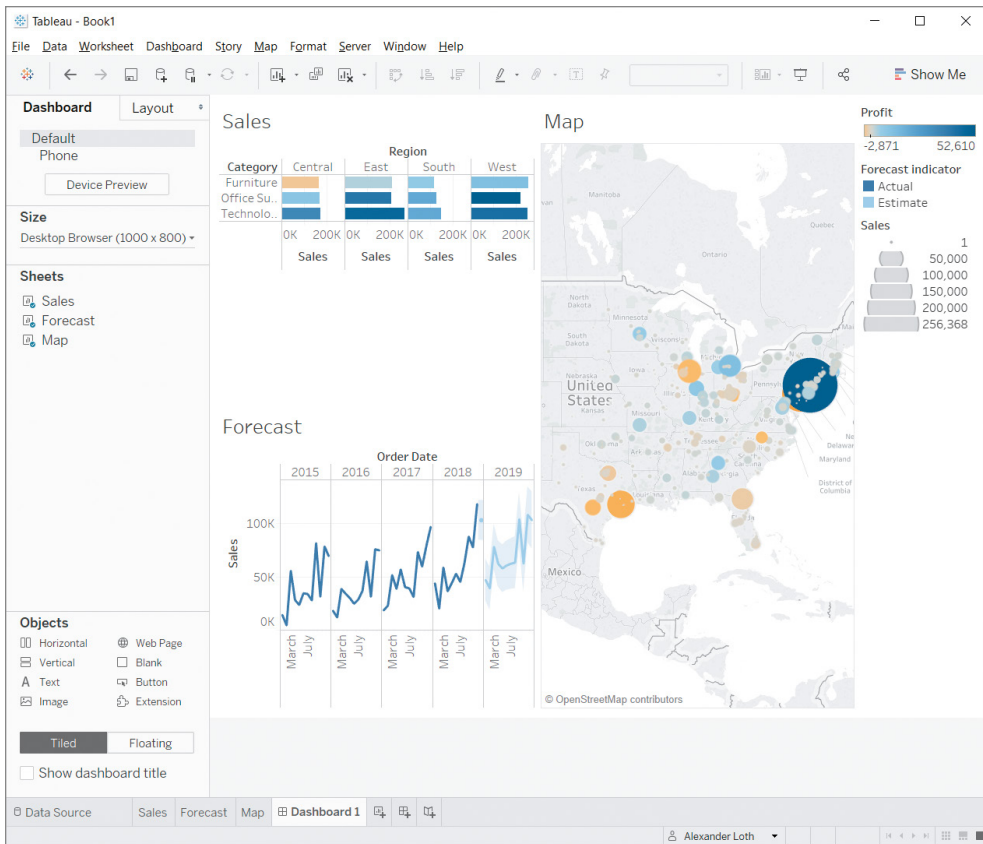 Tableau - Book1
File Data Worksheet Dashboard Story Map Format Server Window Help
Show Me
Dashboard Layout
Default
Phone
Device Preview
Size
Desktop Browser (1000 x 800)
Sheets
Sales
Forecast
Map
Objects
Horizontal Web Page
Vertical Blank
A Text Button
Image Extension
Tiled Floating
Show dashboard title
Sales
Region
Category Central East South West
Furniture
Office Su..
Technolo..
0K 200K 0K 200K 0K 200K 0K 200K
Sales Sales Sales Sales
Forecast
Order Date
2015 2016 2017 2018 2019
Sales
100K
50K
0K
March July March July March July March July March July
Map
Manitoba
Quebec
Ontario
North
Dakota
Minnesota
South
Dakota
Wisconsin
Iowa
Nebraska
United
States
Kansas
Missouri
Texas
Louisiana
Florida
Delawar
Maryland
District of
Columbia
Mexico
© OpenStreetMap contributors
Profit
-2,871 52,610
Forecast indicator
Actual
Estimate
Sales
1
50,000
100,000
150,000
200,000
256,368
Data Source Sales Forecast Map Dashboard 1
Alexander Loth